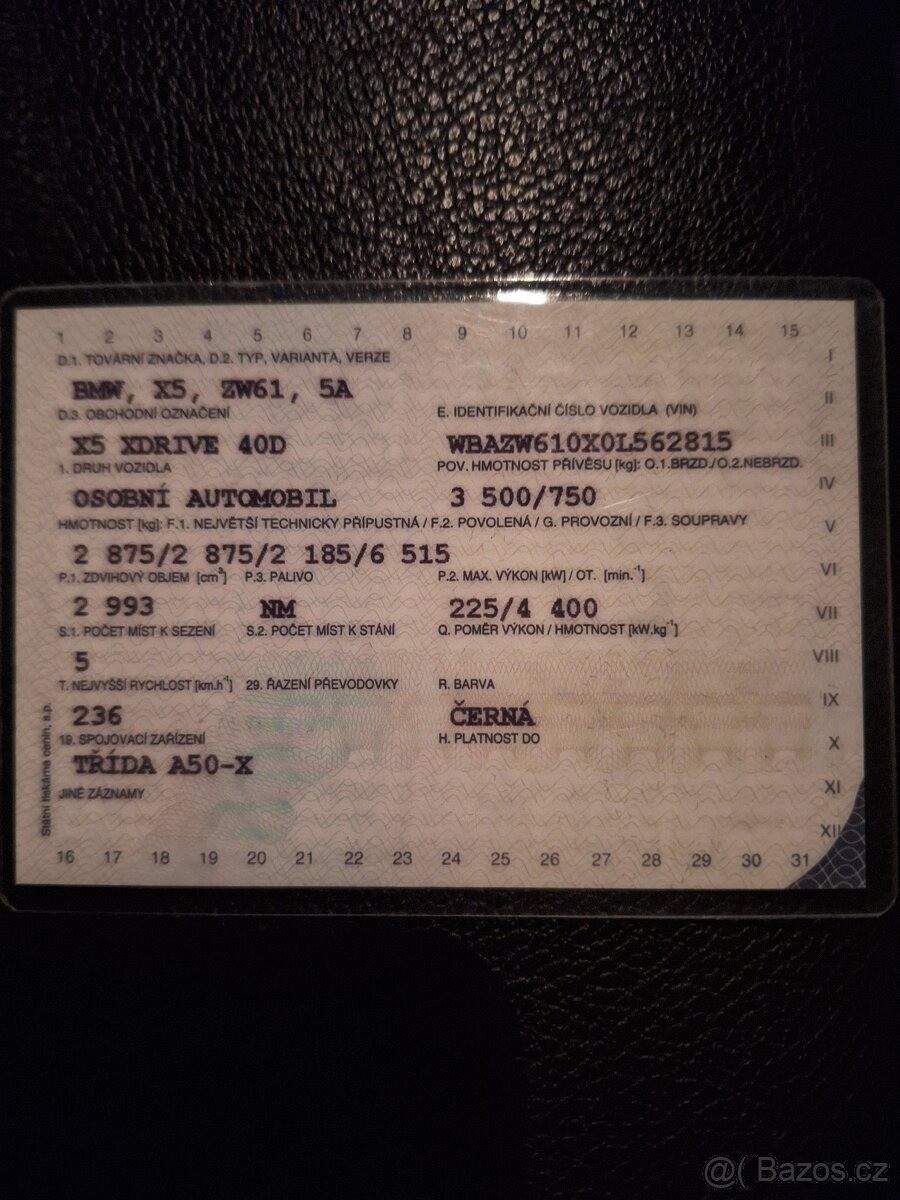 1 2 3 4 5 6 7 8 9 10 11 12 13 14 15
D.1. TOVÁRNÍ ZNAČKA, D.2. TYP, VARIANTA, VERZE
I
BMW, X5, ZW61, 5A
II
D.3. OBCHODNÍ OZNAČENÍ E. IDENTIFIKAČNÍ ČÍSLO VOZIDLA (VIN)
X5 XDRIVE 40D WBAZW610X0L562815
III
1. DRUH VOZIDLA POV. HMOTNOST PŘÍVĚSU [kg]: O.1.BRZD./O.2.NEBRZD.
OSOBNÍ AUTOMOBIL 3 500/750
IV
HMOTNOST [kg]: F.1. NEJVĚTŠÍ TECHNICKY PŘÍPUSTNÁ / F.2. POVOLENÁ / G. PROVOZNÍ / F.3. SOUPRAVY
V
2 875/2 875/2 185/6 515
P.1. ZDVIHOVÝ OBJEM [cm³] P.3. PALIVO P.2. MAX. VÝKON [kW] / OT. [min.⁻¹]
VI
2 993 NM 225/4 400
VII
S.1. POČET MÍST K SEZENÍ S.2. POČET MÍST K STÁNÍ Q. POMĚR VÝKON / HMOTNOST [kW.kg⁻¹]
5
VIII
T. NEJVYŠŠÍ RYCHLOST [km.h⁻¹] 29. ŘAZENÍ PŘEVODOVKY R. BARVA
IX
236 ČERNÁ
19. SPOJOVACÍ ZAŘÍZENÍ H. PLATNOST DO
X
TŘÍDA A50-X
XI
JINÉ ZÁZNAMY
XII
Státní tiskárna cenin, s.p.
16 17 18 19 20 21 22 23 24 25 26 27 28 29 30 31
@( Bazos.cz